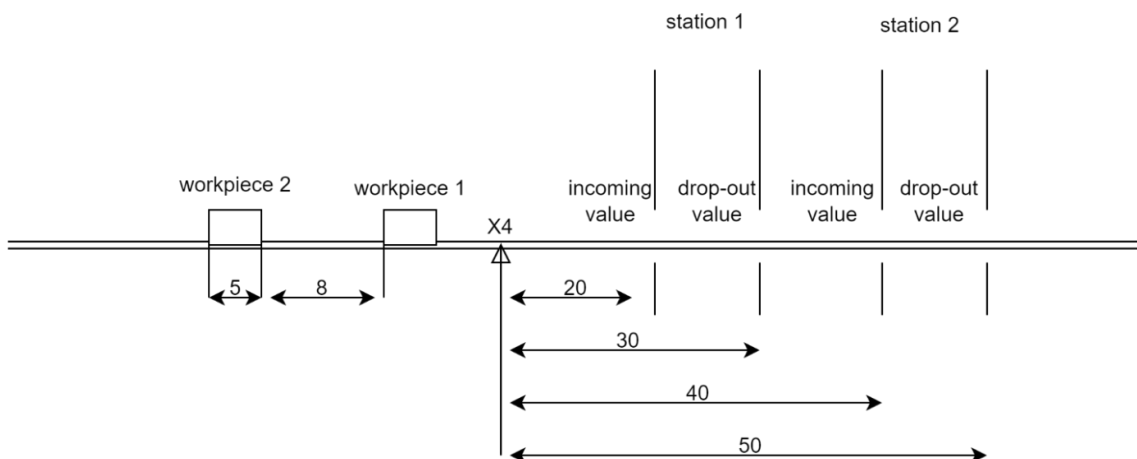 station 1
station 2
workpiece 2
workpiece 1
incoming
value
drop-out
value
incoming
value
drop-out
value
X4
5
8
20
30
40
50